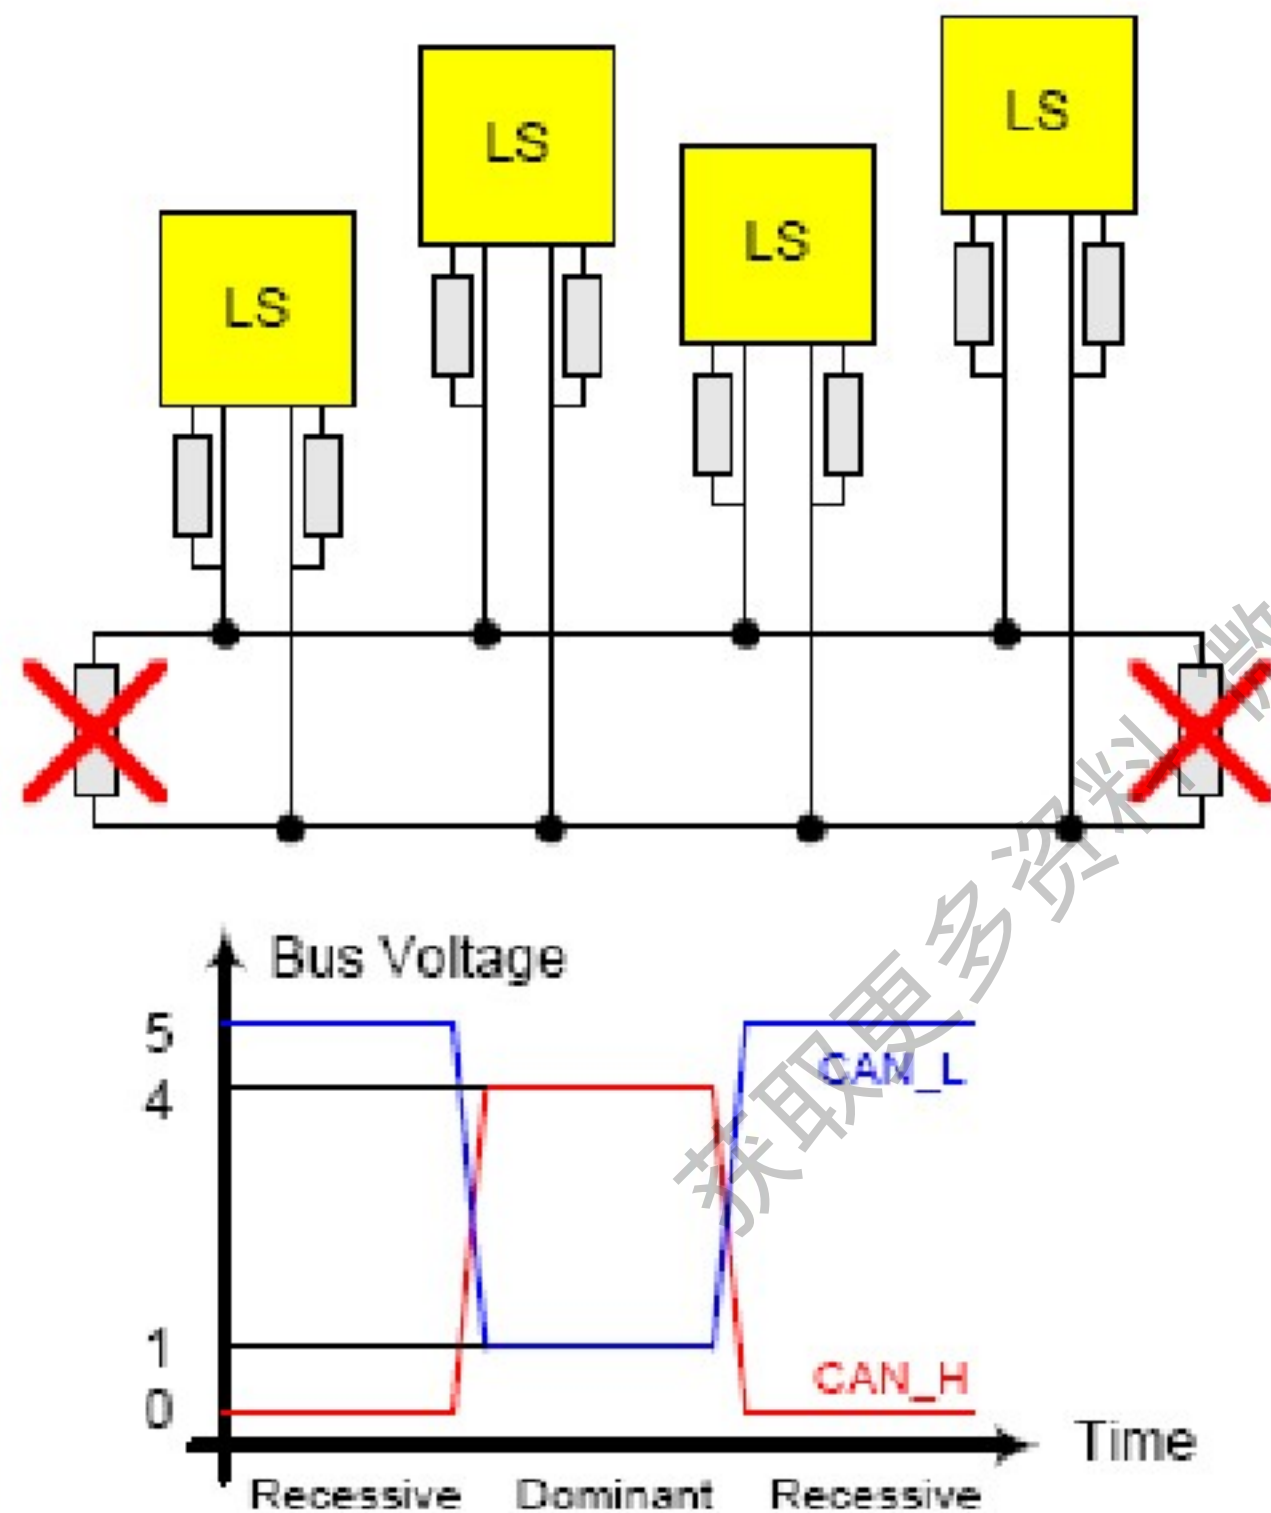 LS
LS
LS
LS
Bus Voltage
5
4
1
0
CAN_L
CAN_H
Time
Recessive Dominant Recessive
获取更多资料 微